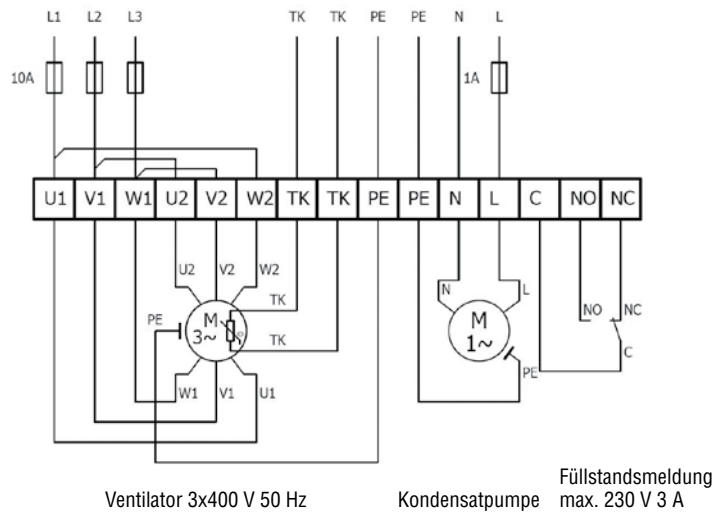 L1 L2 L3 TK TK PE PE N L
10A 1A
U1 V1 W1 U2 V2 W2 TK TK PE PE N L C NO NC
U2 V2 W2
TK
N L
NO NC
PE
M
3~
TK
M
1~
C
PE
W1 V1 U1
Füllstandsmeldung
Ventilator 3x400 V 50 Hz Kondensatpumpe max. 230 V 3 A